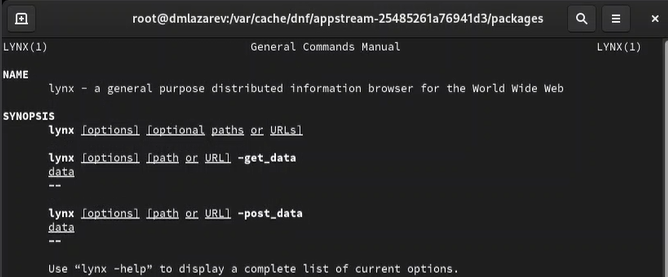 root@dmlazarev:/var/cache/dnf/appstream-25485261a76941d3/packages
LYNX(1) General Commands Manual LYNX(1)
NAME
lynx - a general purpose distributed information browser for the World Wide Web
SYNOPSIS
lynx [options] [optional paths or URLs]
lynx [options] [path or URL] -get_data
data
--
lynx [options] [path or URL] -post_data
data
--
Use “lynx -help” to display a complete list of current options.